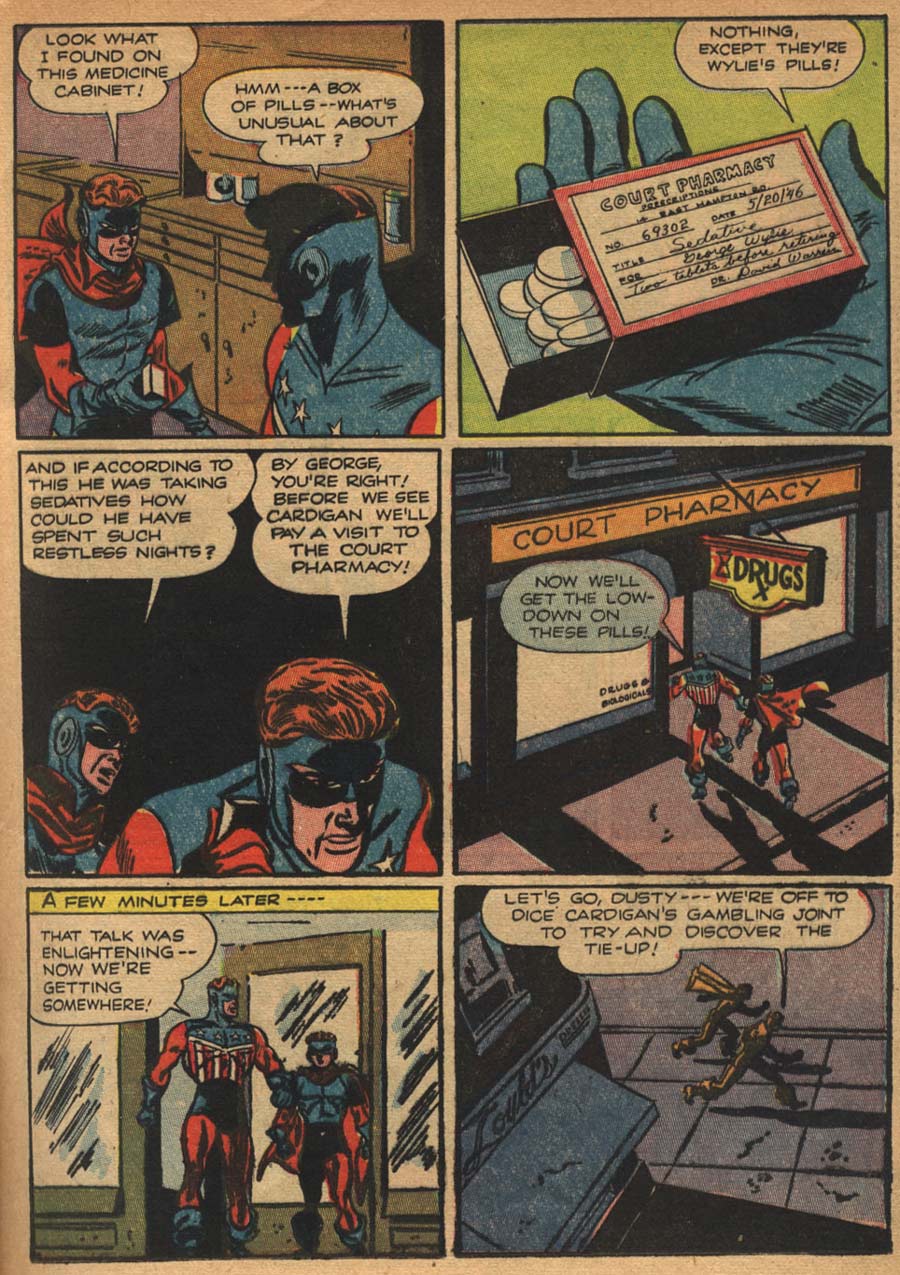 LOOK WHAT
I FOUND ON
THIS MEDICINE
CABINET!
HMM---A BOX
OF PILLS--WHAT'S
UNUSUAL ABOUT
THAT?
NOTHING,
EXCEPT THEY'RE
WYLIE'S PILLS!
COURT PHARMACY
PRESCRIPTIONS
EAST HAMPTON RD.
NO. 69302 DATE 5/20/46
TITLE Sedative
FOR George Wylie
Two tablets before retiring
DR. David Warren
AND IF ACCORDING TO
THIS HE WAS TAKING
SEDATIVES HOW
COULD HE HAVE
SPENT SUCH
RESTLESS NIGHTS?
BY GEORGE,
YOU'RE RIGHT!
BEFORE WE SEE
CARDIGAN WE'LL
PAY A VISIT TO
THE COURT
PHARMACY!
COURT PHARMACY
DRUGS
NOW WE'LL
GET THE LOW-
DOWN ON
THESE PILLS!
DRUGS &
BIOLOGICALS
A FEW MINUTES LATER ----
THAT TALK WAS
ENLIGHTENING--
NOW WE'RE
GETTING
SOMEWHERE!
LET'S GO, DUSTY---WE'RE OFF TO
'DICE' CARDIGAN'S GAMBLING JOINT
TO TRY AND DISCOVER THE
TIE-UP!